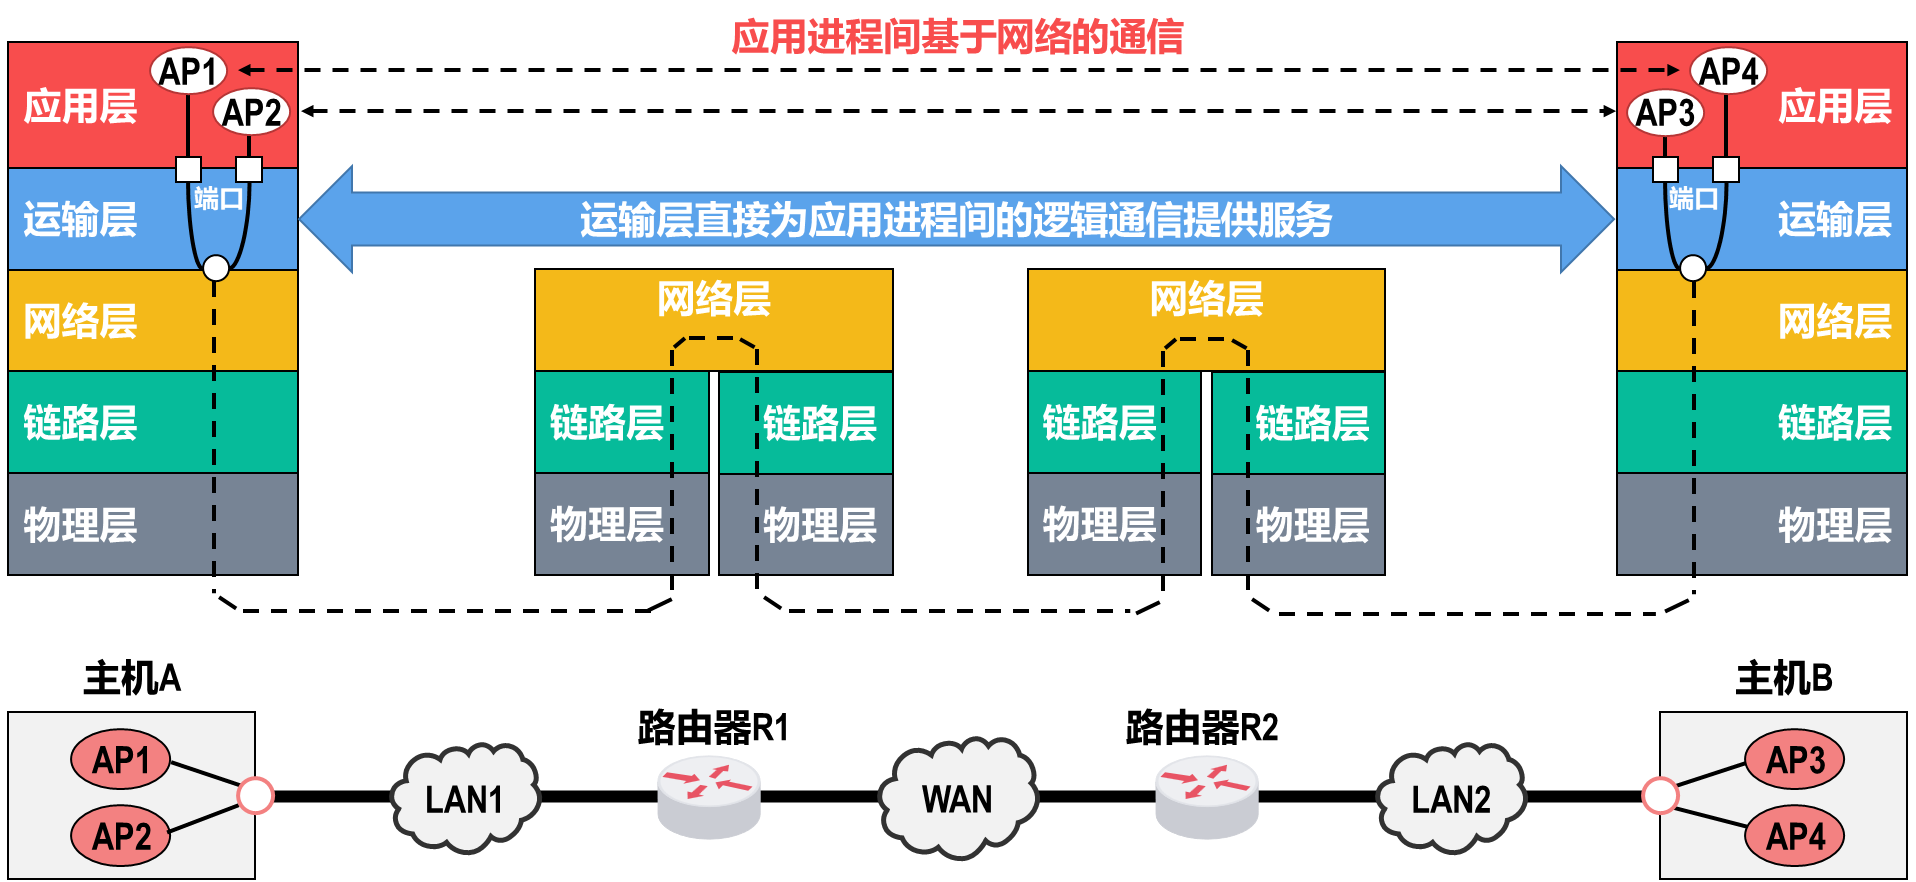 应用进程间基于网络的通信
AP1
AP4
AP2
AP3
应用层
应用层
端口
端口
运输层
运输层直接为应用进程间的逻辑通信提供服务
运输层
网络层
网络层
网络层
网络层
链路层
链路层
链路层
链路层
链路层
链路层
物理层
物理层
物理层
物理层
物理层
物理层
主机A
主机B
路由器R1
路由器R2
AP1
AP3
LAN1
WAN
LAN2
AP2
AP4